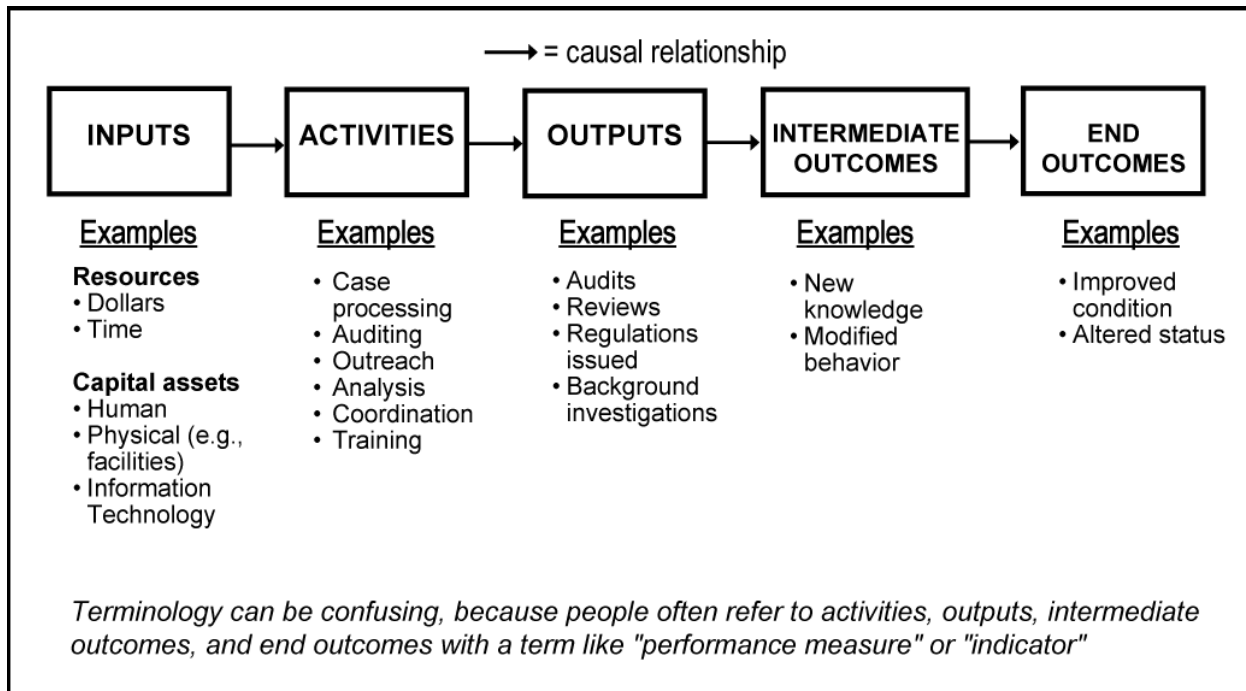 = causal relationship
INPUTS
ACTIVITIES
OUTPUTS
INTERMEDIATE
OUTCOMES
END
OUTCOMES
Examples
Resources
• Dollars
• Time
Capital assets
• Human
• Physical (e.g.,
facilities)
• Information
Technology
Examples
• Case
processing
• Auditing
• Outreach
• Analysis
• Coordination
• Training
Examples
• Audits
• Reviews
• Regulations
issued
• Background
investigations
Examples
• New
knowledge
• Modified
behavior
Examples
• Improved
condition
• Altered status
Terminology can be confusing, because people often refer to activities, outputs, intermediate
outcomes, and end outcomes with a term like "performance measure" or "indicator"